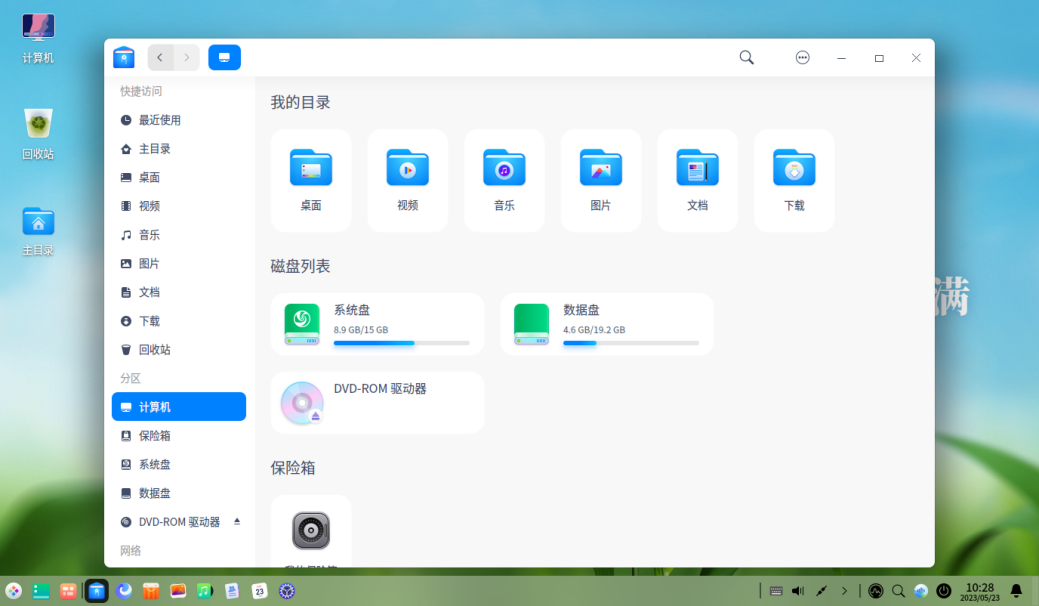 计算机
回收站
主目录
快捷访问
最近使用
主目录
桌面
视频
音乐
图片
文档
下载
回收站
分区
计算机
保险箱
系统盘
数据盘
DVD-ROM 驱动器
网络
我的目录
桌面
视频
音乐
图片
文档
下载
磁盘列表
系统盘
8.9 GB/15 GB
数据盘
4.6 GB/19.2 GB
DVD-ROM 驱动器
保险箱
我的保险箱
满
23
10:28
2023/05/23